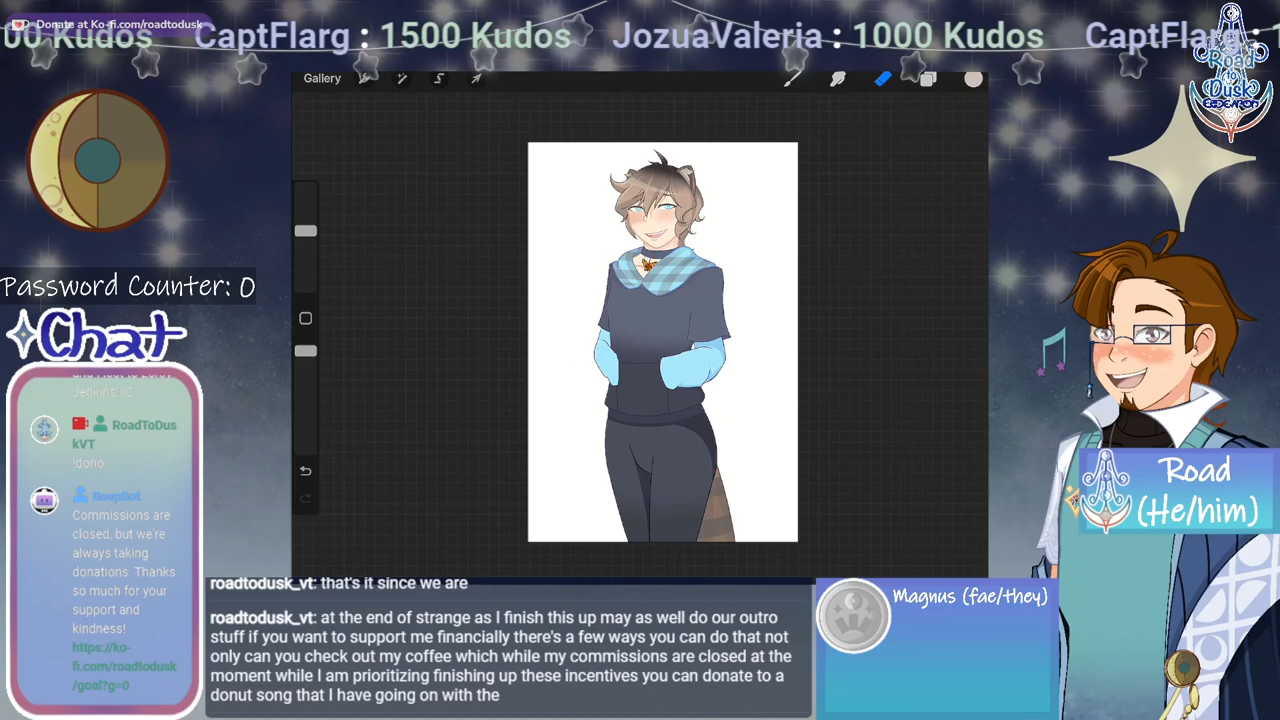 Donate at Ko-fi.com/roadtodusk
00 Kudos CaptFlarg : 1500 Kudos JozuaValeria : 1000 Kudos CaptFlarg : 1
Road
to
Dusk
Gallery
Password Counter: 0
Chat
Jenkins >:C
RoadToDus
kVT
!dono
BeepBot
Commissions are
closed, but we're
always taking
donations. Thanks
so much for your
support and
kindness!
https://ko-
fi.com/roadtodusk
/goal?g=0
roadtodusk_vt: that's it since we are
roadtodusk_vt: at the end of strange as I finish this up may as well do our outro
stuff if you want to support me financially there's a few ways you can do that not
only can you check out my coffee which while my commissions are closed at the
moment while I am prioritizing finishing up these incentives you can donate to a
donut song that I have going on with the
Magnus (fae/they)
Road
(He/him)